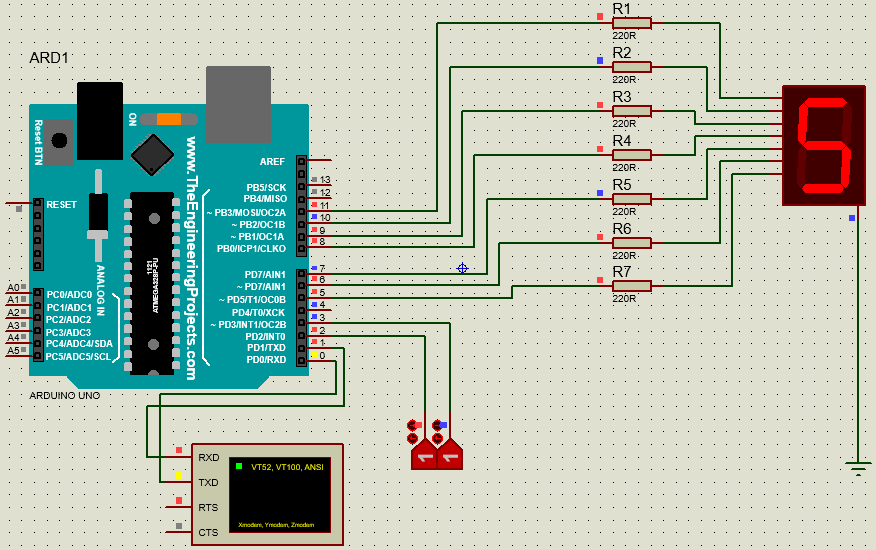 ARD1
ARDUINO UNO
Reset BTN
ON
RESET
ANALOG IN
1121
ATMEGA328P-PU
www.TheEngineeringProjects.com
AREF
PB5/SCK 13
PB4/MISO 12
~ PB3/MOSI/OC2A 11
~ PB2/OC1B 10
~ PB1/OC1A 9
PB0/ICP1/CLKO 8
PD7/AIN1 7
~ PD7/AIN1 6
~ PD5/T1/OC0B 5
PD4/T0/XCK 4
~ PD3/INT1/OC2B 3
PD2/INT0 2
PD1/TXD 1
PD0/RXD 0
A0 PC0/ADC0
A1 PC1/ADC1
A2 PC2/ADC2
A3 PC3/ADC3
A4 PC4/ADC4/SDA
A5 PC5/ADC5/SCL
R1
220R
R2
220R
R3
220R
R4
220R
R5
220R
R6
220R
R7
220R
5
1
1
RXD
TXD
RTS
CTS
VT52, VT100, ANSI
Xmodem, Ymodem, Zmodem